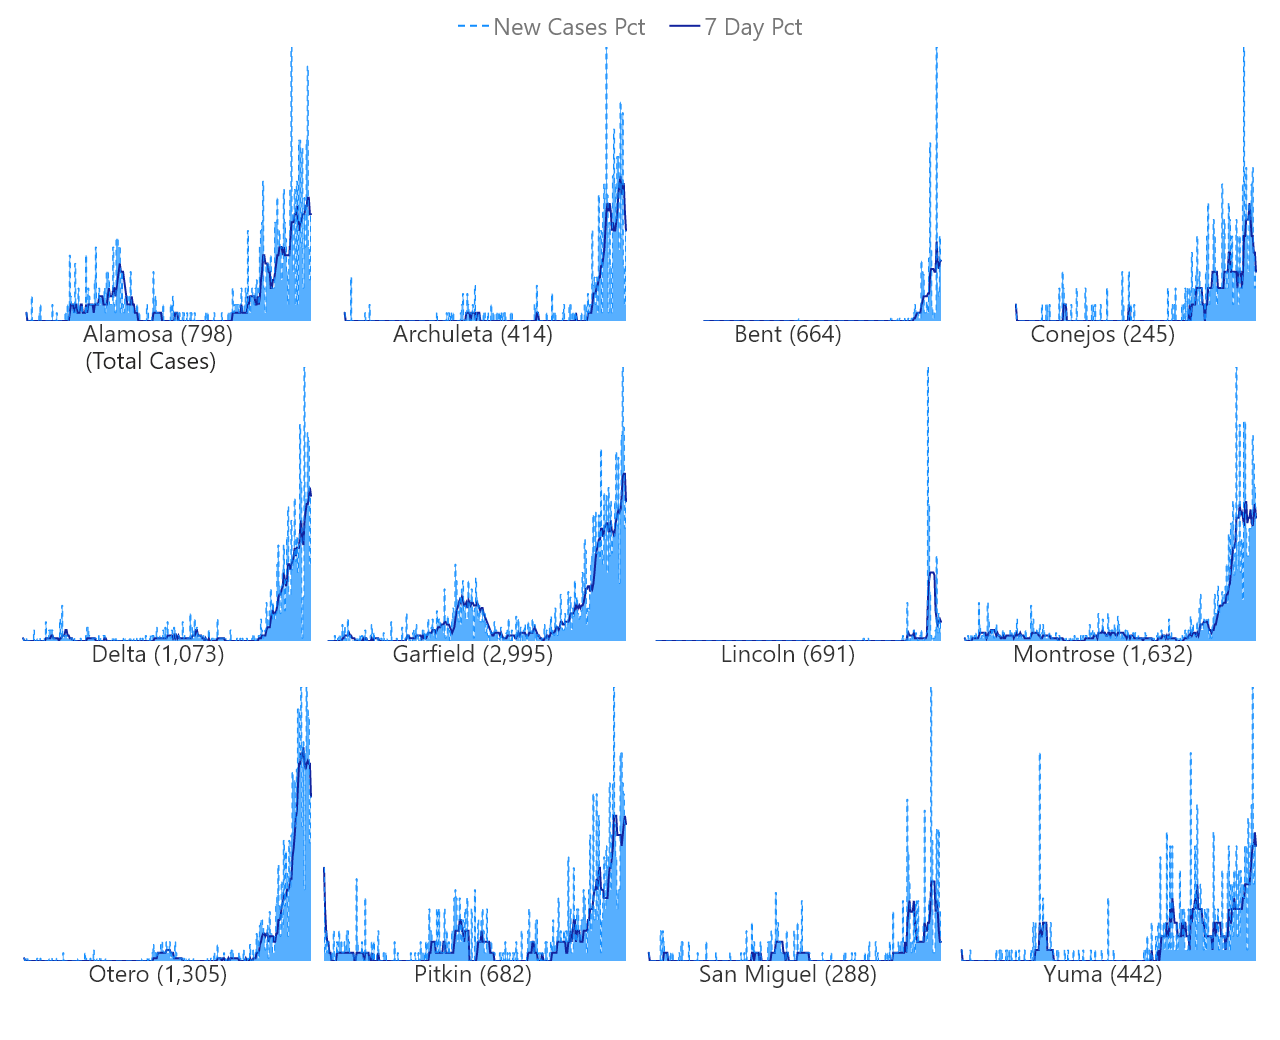 New Cases Pct 7 Day Pct
Alamosa (798) Archuleta (414) Bent (664) Conejos (245)
(Total Cases)
Delta (1,073) Garfield (2,995) Lincoln (691) Montrose (1,632)
Otero (1,305) Pitkin (682) San Miguel (288) Yuma (442)